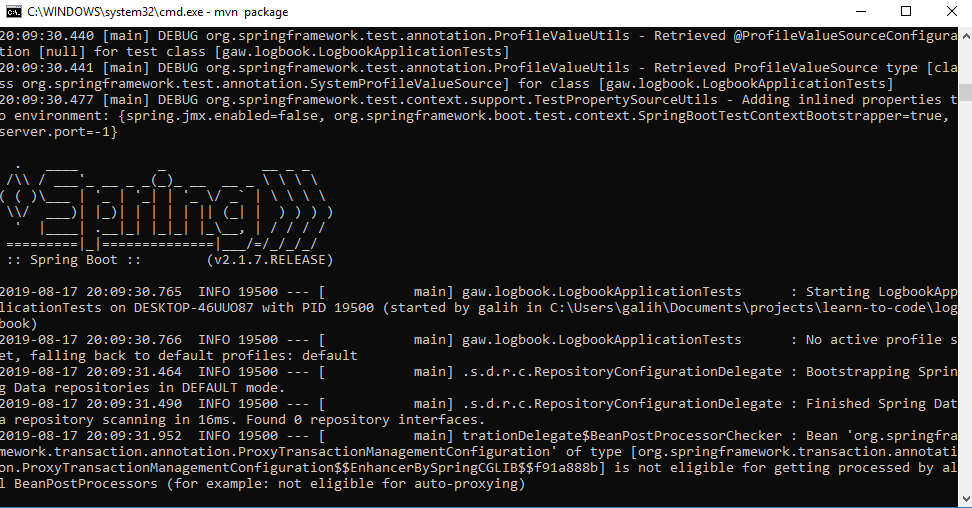 C:\WINDOWS\system32\cmd.exe - mvn  package
20:09:30.440 [main] DEBUG org.springframework.test.annotation.ProfileValueUtils - Retrieved @ProfileValueSourceConfigura
tion [null] for test class [gaw.logbook.LogbookApplicationTests]
20:09:30.441 [main] DEBUG org.springframework.test.annotation.ProfileValueUtils - Retrieved ProfileValueSource type [cla
ss org.springframework.test.annotation.SystemProfileValueSource] for class [gaw.logbook.LogbookApplicationTests]
20:09:30.477 [main] DEBUG org.springframework.test.context.support.TestPropertySourceUtils - Adding inlined properties t
o environment: {spring.jmx.enabled=false, org.springframework.boot.test.context.SpringBootTestContextBootstrapper=true,
server.port=-1}
  .   ____          _            __ _ _
 /\\ / ___'_ __ _ _(_)_ __  __ _ \ \ \ \
( ( )\___ | '_ | '_| | '_ \/ _` | \ \ \ \
 \\/  ___)| |_)| | | | | || (_| |  ) ) ) )
  '  |____| .__|_| |_|_| |_\__, | / / / /
 =========|_|==============|___/=/_/_/_/
 :: Spring Boot ::        (v2.1.7.RELEASE)
2019-08-17 20:09:30.765  INFO 19500 --- [           main] gaw.logbook.LogbookApplicationTests      : Starting LogbookApp
licationTests on DESKTOP-46UUO87 with PID 19500 (started by galih in C:\Users\galih\Documents\projects\learn-to-code\log
book)
2019-08-17 20:09:30.766  INFO 19500 --- [           main] gaw.logbook.LogbookApplicationTests      : No active profile s
et, falling back to default profiles: default
2019-08-17 20:09:31.464  INFO 19500 --- [           main] .s.d.r.c.RepositoryConfigurationDelegate : Bootstrapping Sprin
g Data repositories in DEFAULT mode.
2019-08-17 20:09:31.490  INFO 19500 --- [           main] .s.d.r.c.RepositoryConfigurationDelegate : Finished Spring Dat
a repository scanning in 16ms. Found 0 repository interfaces.
2019-08-17 20:09:31.952  INFO 19500 --- [           main] trationDelegate$BeanPostProcessorChecker : Bean 'org.springfra
mework.transaction.annotation.ProxyTransactionManagementConfiguration' of type [org.springframework.transaction.annotati
on.ProxyTransactionManagementConfiguration$$EnhancerBySpringCGLIB$$f91a888b] is not eligible for getting processed by al
l BeanPostProcessors (for example: not eligible for auto-proxying)